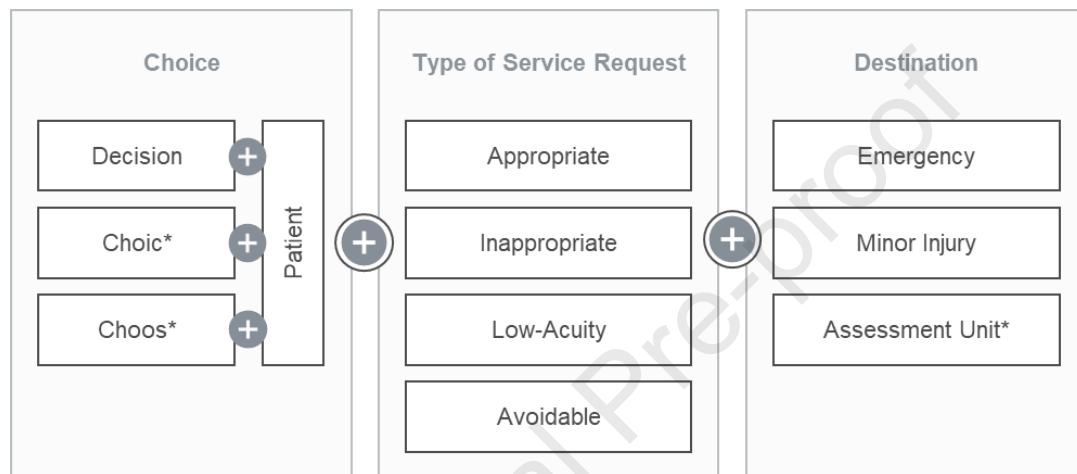 Choice
Decision
Choic*
Choos*
Patient
Type of Service Request
Appropriate
Inappropriate
Low-Acuity
Avoidable
Destination
Emergency
Minor Injury
Assessment Unit*
Pre-proof